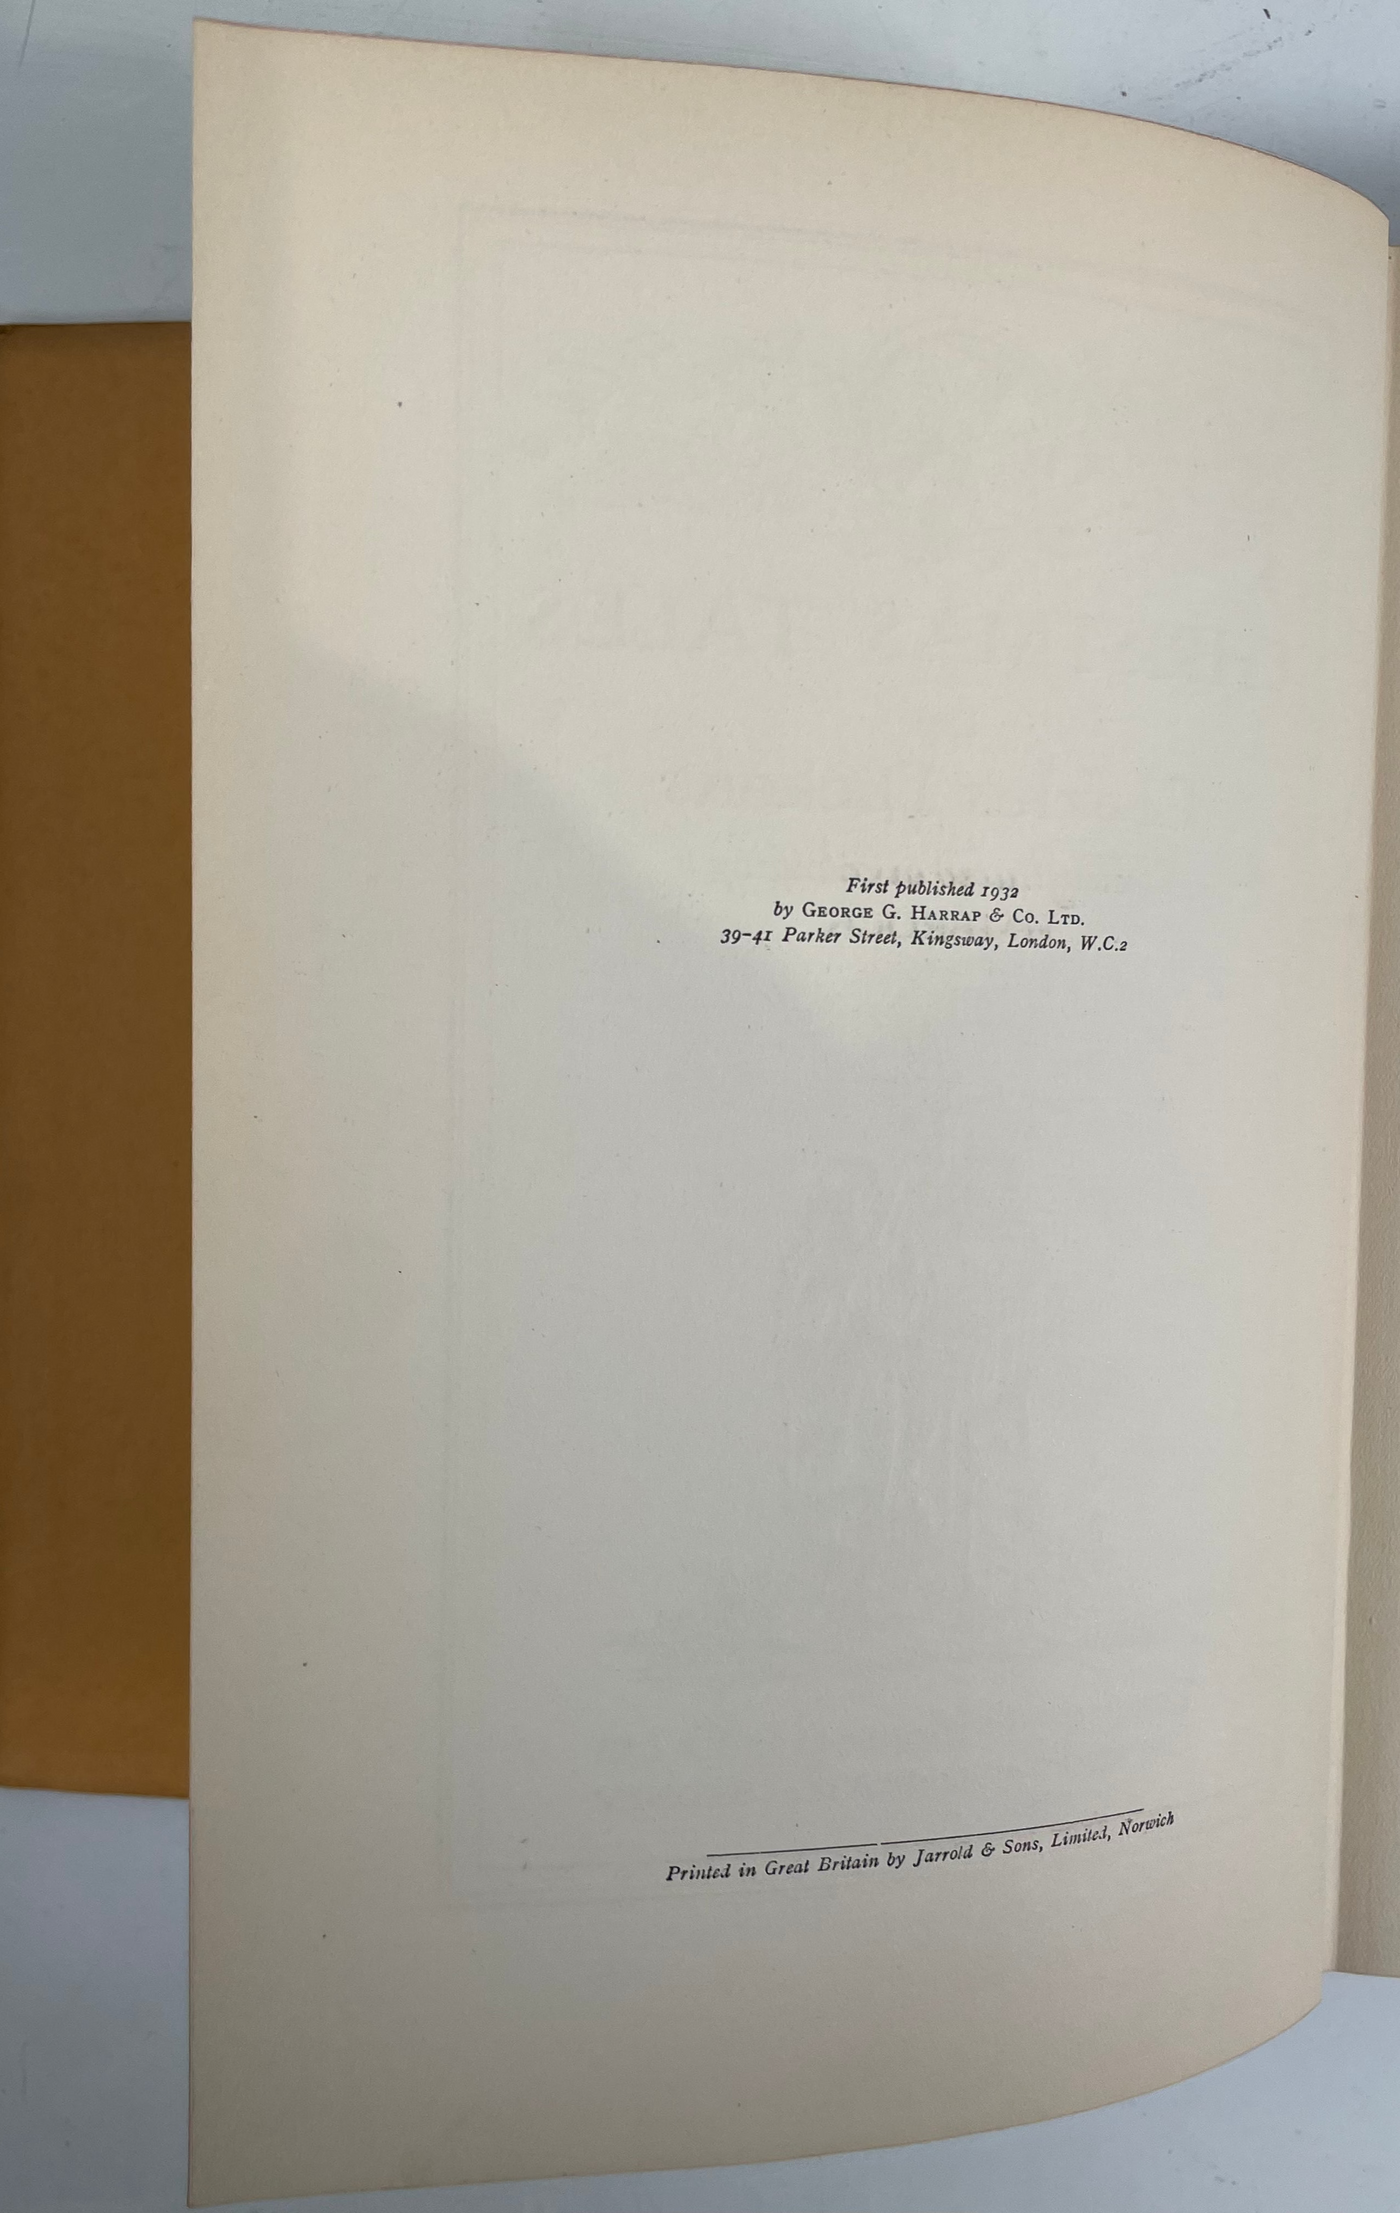 First published 1932
by GEORGE G. HARRAP & CO. LTD.
39-41 Parker Street, Kingsway, London, W.C.2
Printed in Great Britain by Jarrold & Sons, Limited, Norwich